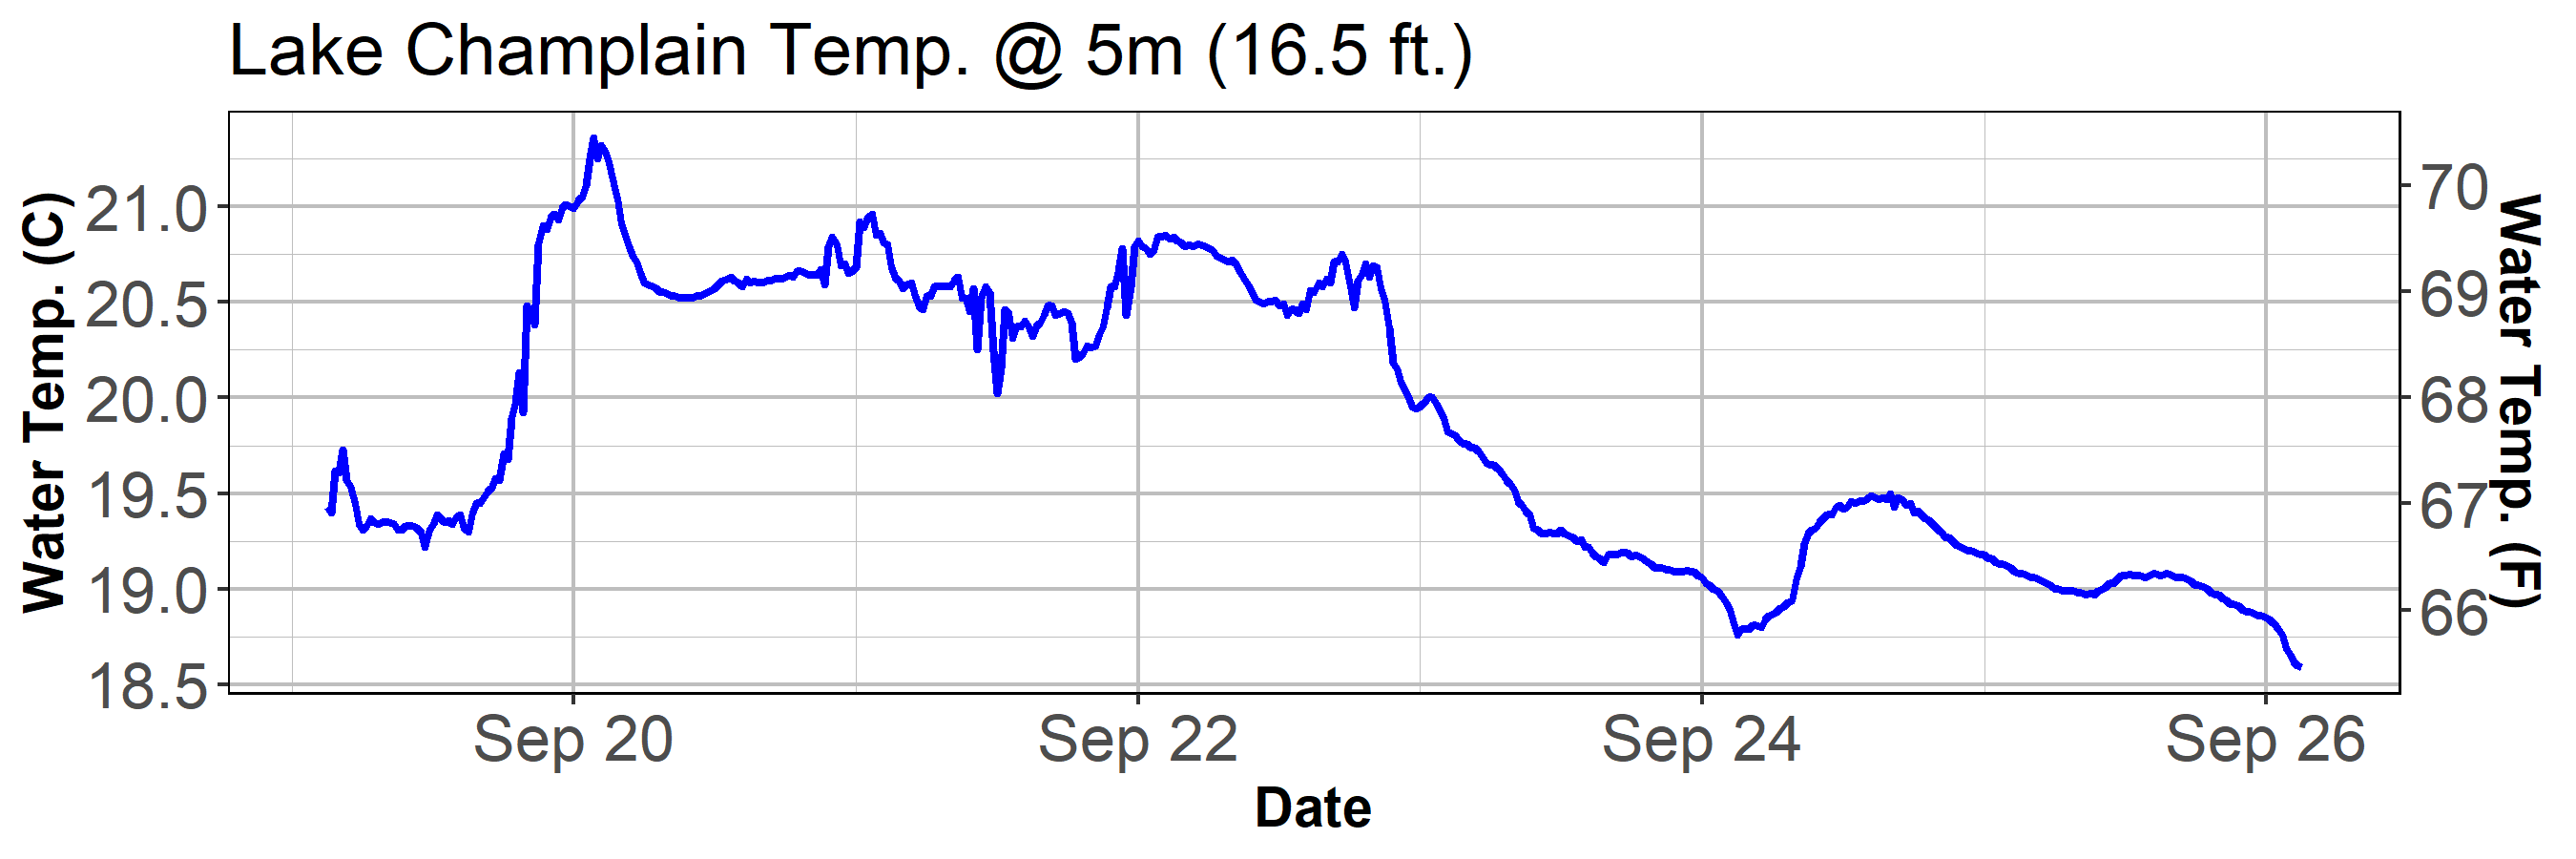 Lake Champlain Temp. @ 5m (16.5 ft.)
Water Temp. (C)
21.0
20.5
20.0
19.5
19.0
18.5
70
69
68
67
66
Water Temp. (F)
Sep 20
Sep 22
Sep 24
Sep 26
Date